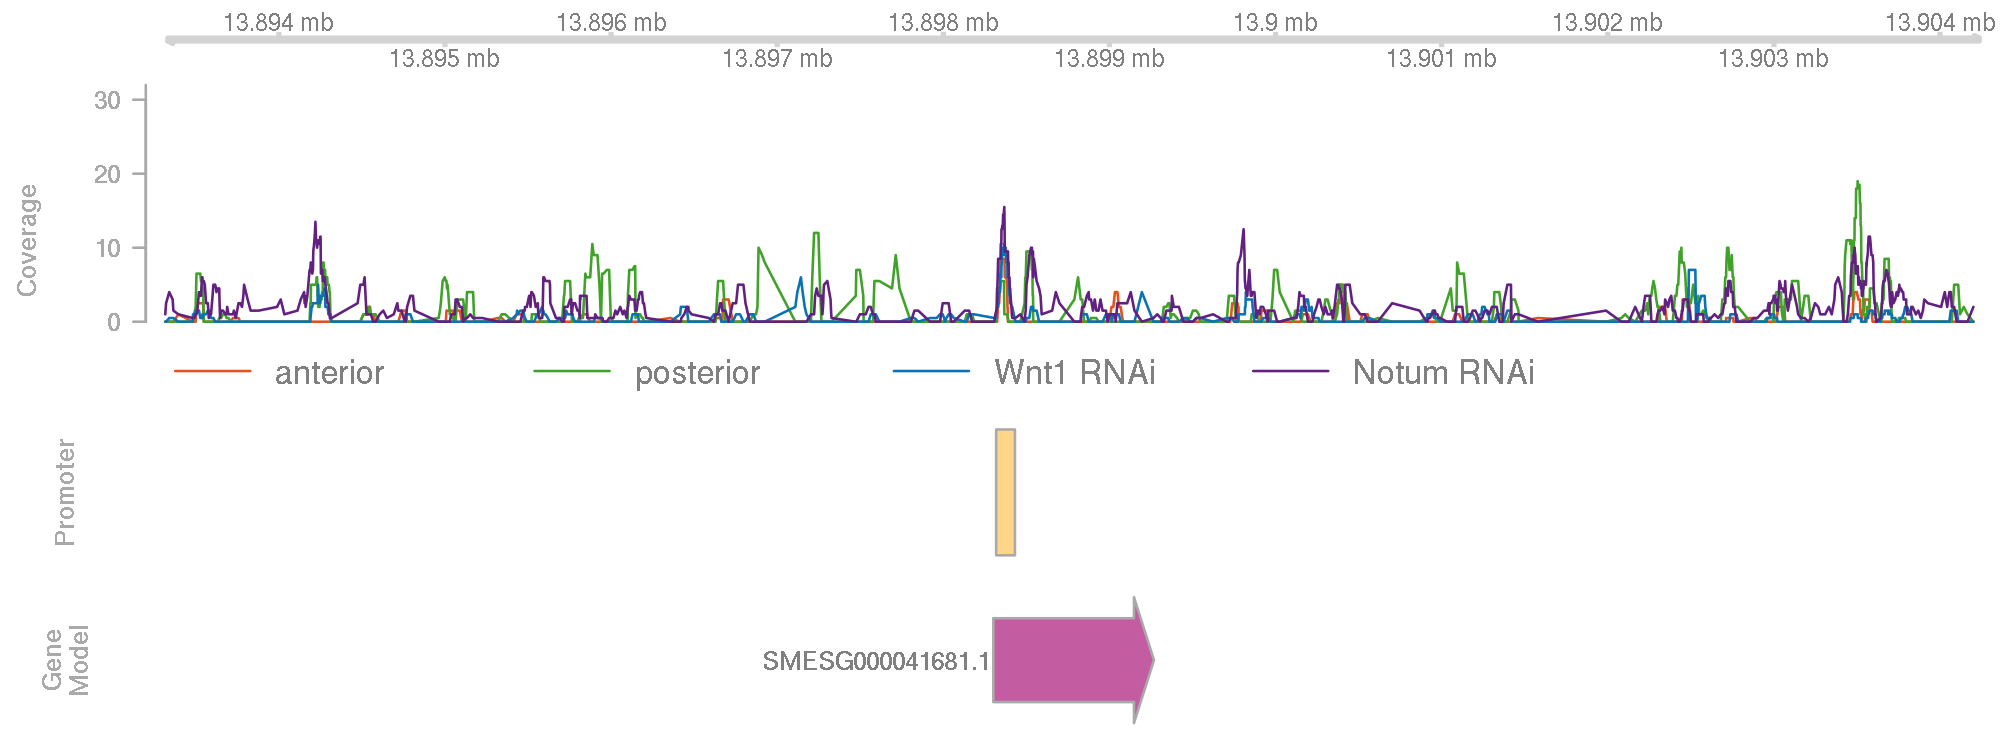 13.894 mb 13.896 mb 13.898 mb 13.9 mb 13.902 mb 13.904 mb
13.895 mb 13.897 mb 13.899 mb 13.901 mb 13.903 mb
30
20
10
0
Coverage
anterior posterior Wnt1 RNAi Notum RNAi
Promoter
Gene
Model
SMESG000041681.1